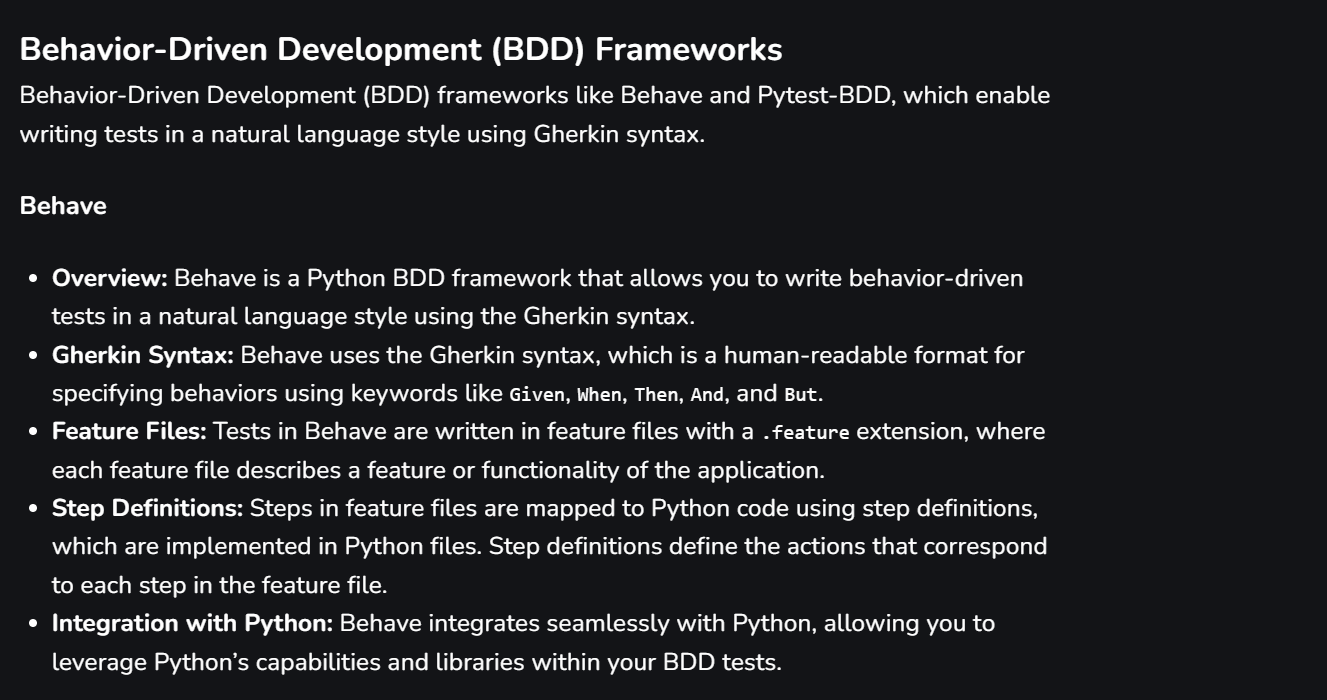 Behavior-Driven Development (BDD) Frameworks
Behavior-Driven Development (BDD) frameworks like Behave and Pytest-BDD, which enable
writing tests in a natural language style using Gherkin syntax.
Behave
• Overview: Behave is a Python BDD framework that allows you to write behavior-driven
tests in a natural language style using the Gherkin syntax.
• Gherkin Syntax: Behave uses the Gherkin syntax, which is a human-readable format for
specifying behaviors using keywords like Given, When, Then, And, and But.
• Feature Files: Tests in Behave are written in feature files with a .feature extension, where
each feature file describes a feature or functionality of the application.
• Step Definitions: Steps in feature files are mapped to Python code using step definitions,
which are implemented in Python files. Step definitions define the actions that correspond
to each step in the feature file.
• Integration with Python: Behave integrates seamlessly with Python, allowing you to
leverage Python’s capabilities and libraries within your BDD tests.